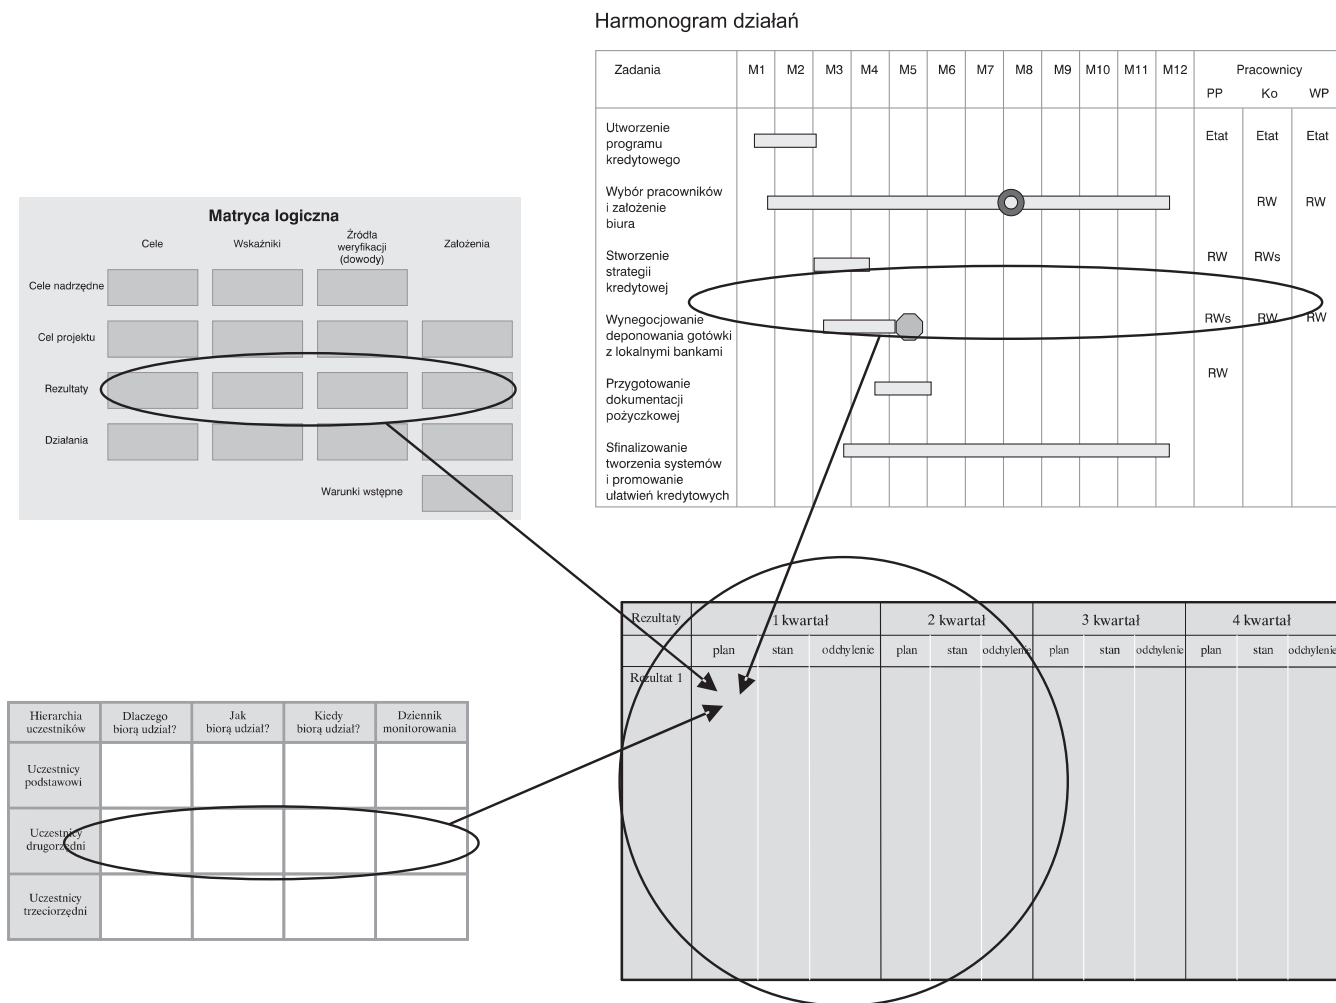 Harmonogram działań
Zadania M1 M2 M3 M4 M5 M6 M7 M8 M9 M10 M11 M12 Pracownicy
PP Ko WP
Utworzenie
programu
kredytowego
Etat Etat Etat
Wybór pracowników
i założenie
biura
RW RW
Stworzenie
strategii
kredytowej
RW RWs
Wynegocjowanie
deponowania gotówki
z lokalnymi bankami
RWs RW RW
Przygotowanie
dokumentacji
pożyczkowej
RW
Sfinalizowanie
tworzenia systemów
i promowanie
ułatwień kredytowych
Matryca logiczna
Cele Wskaźniki Źródła
weryfikacji
(dowody)
Założenia
Cele nadrzędne
Cel projektu
Rezultaty
Działania
Warunki wstępne
Rezultaty 1 kwartał 2 kwartał 3 kwartał 4 kwartał
plan stan odchylenie plan stan odchylenie plan stan odchylenie plan stan odchylenie
Rezultat 1
Hierarchia
uczestników
Dlaczego
biorą udział?
Jak
biorą udział?
Kiedy
biorą udział?
Dziennik
monitorowania
Uczestnicy
podstawowi
Uczestnicy
drugorzędni
Uczestnicy
trzeciorzędni